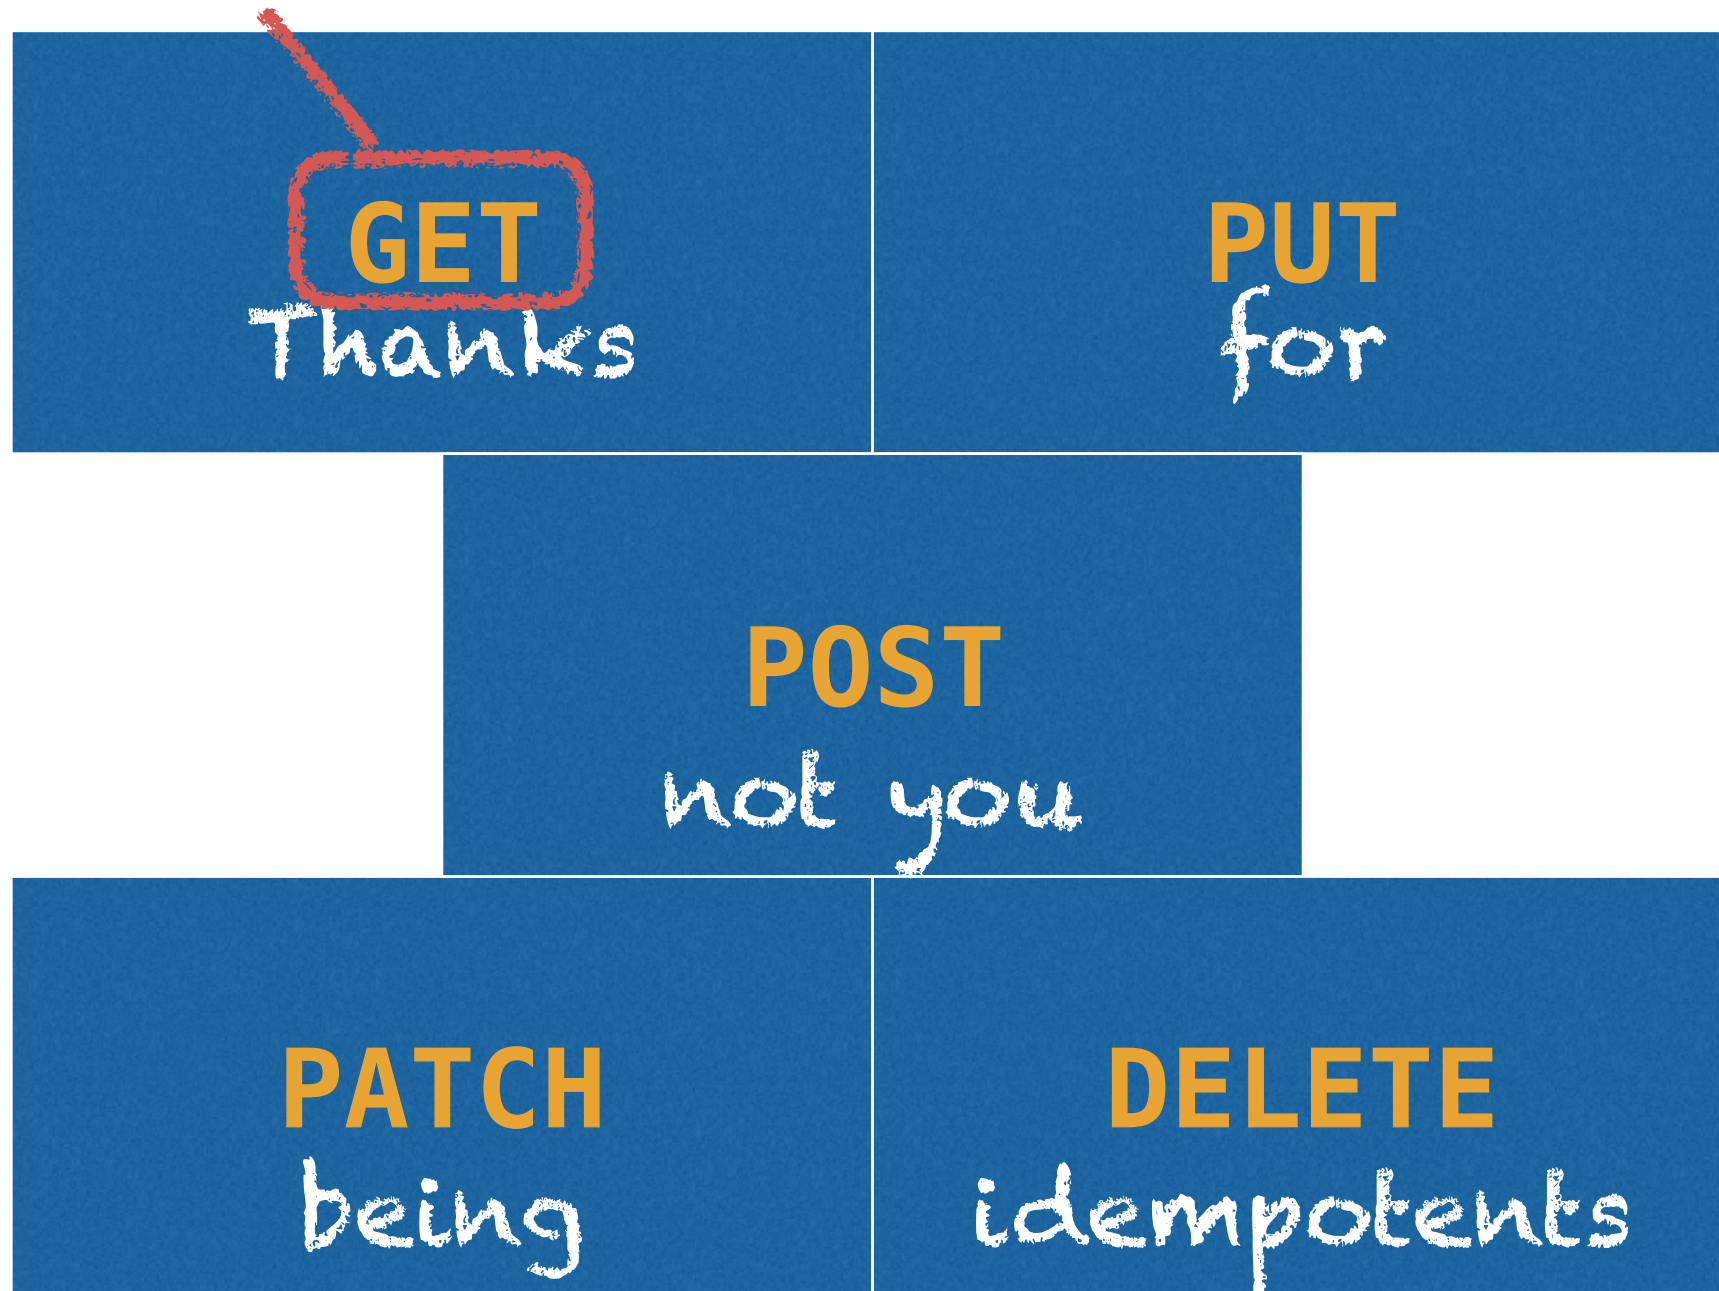 GET
Thanks
PUT
for
POST
not you
PATCH
being
DELETE
idempotents